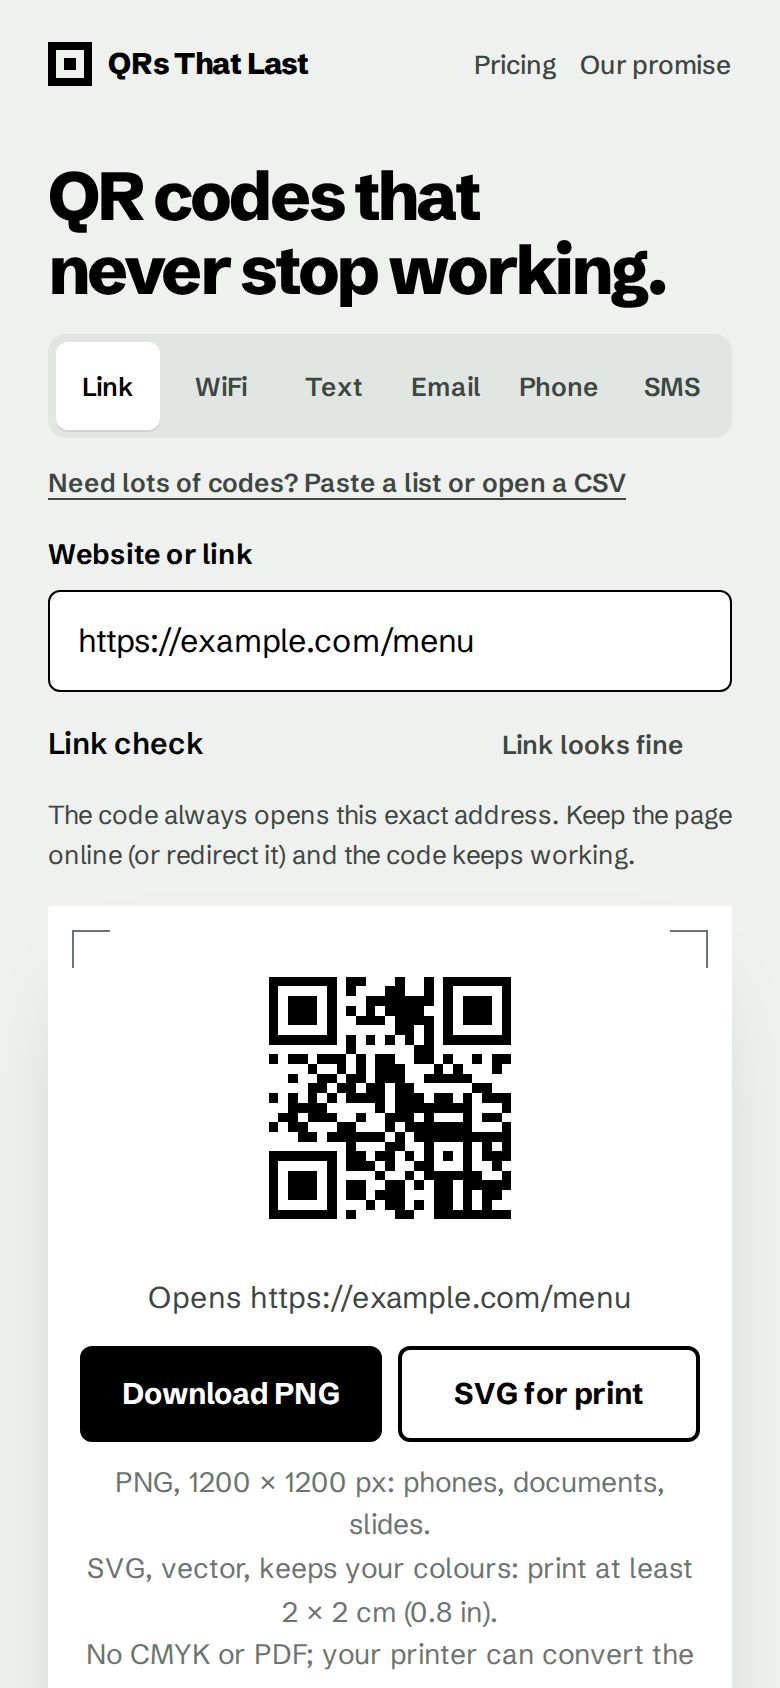 QRs That Last
Pricing Our promise
QR codes that
never stop working.
Link WiFi Text Email Phone SMS
Need lots of codes? Paste a list or open a CSV
Website or link
https://example.com/menu
Link check Link looks fine
The code always opens this exact address. Keep the page
online (or redirect it) and the code keeps working.
Opens https://example.com/menu
Download PNG SVG for print
PNG, 1200 × 1200 px: phones, documents,
slides.
SVG, vector, keeps your colours: print at least
2 × 2 cm (0.8 in).
No CMYK or PDF; your printer can convert the